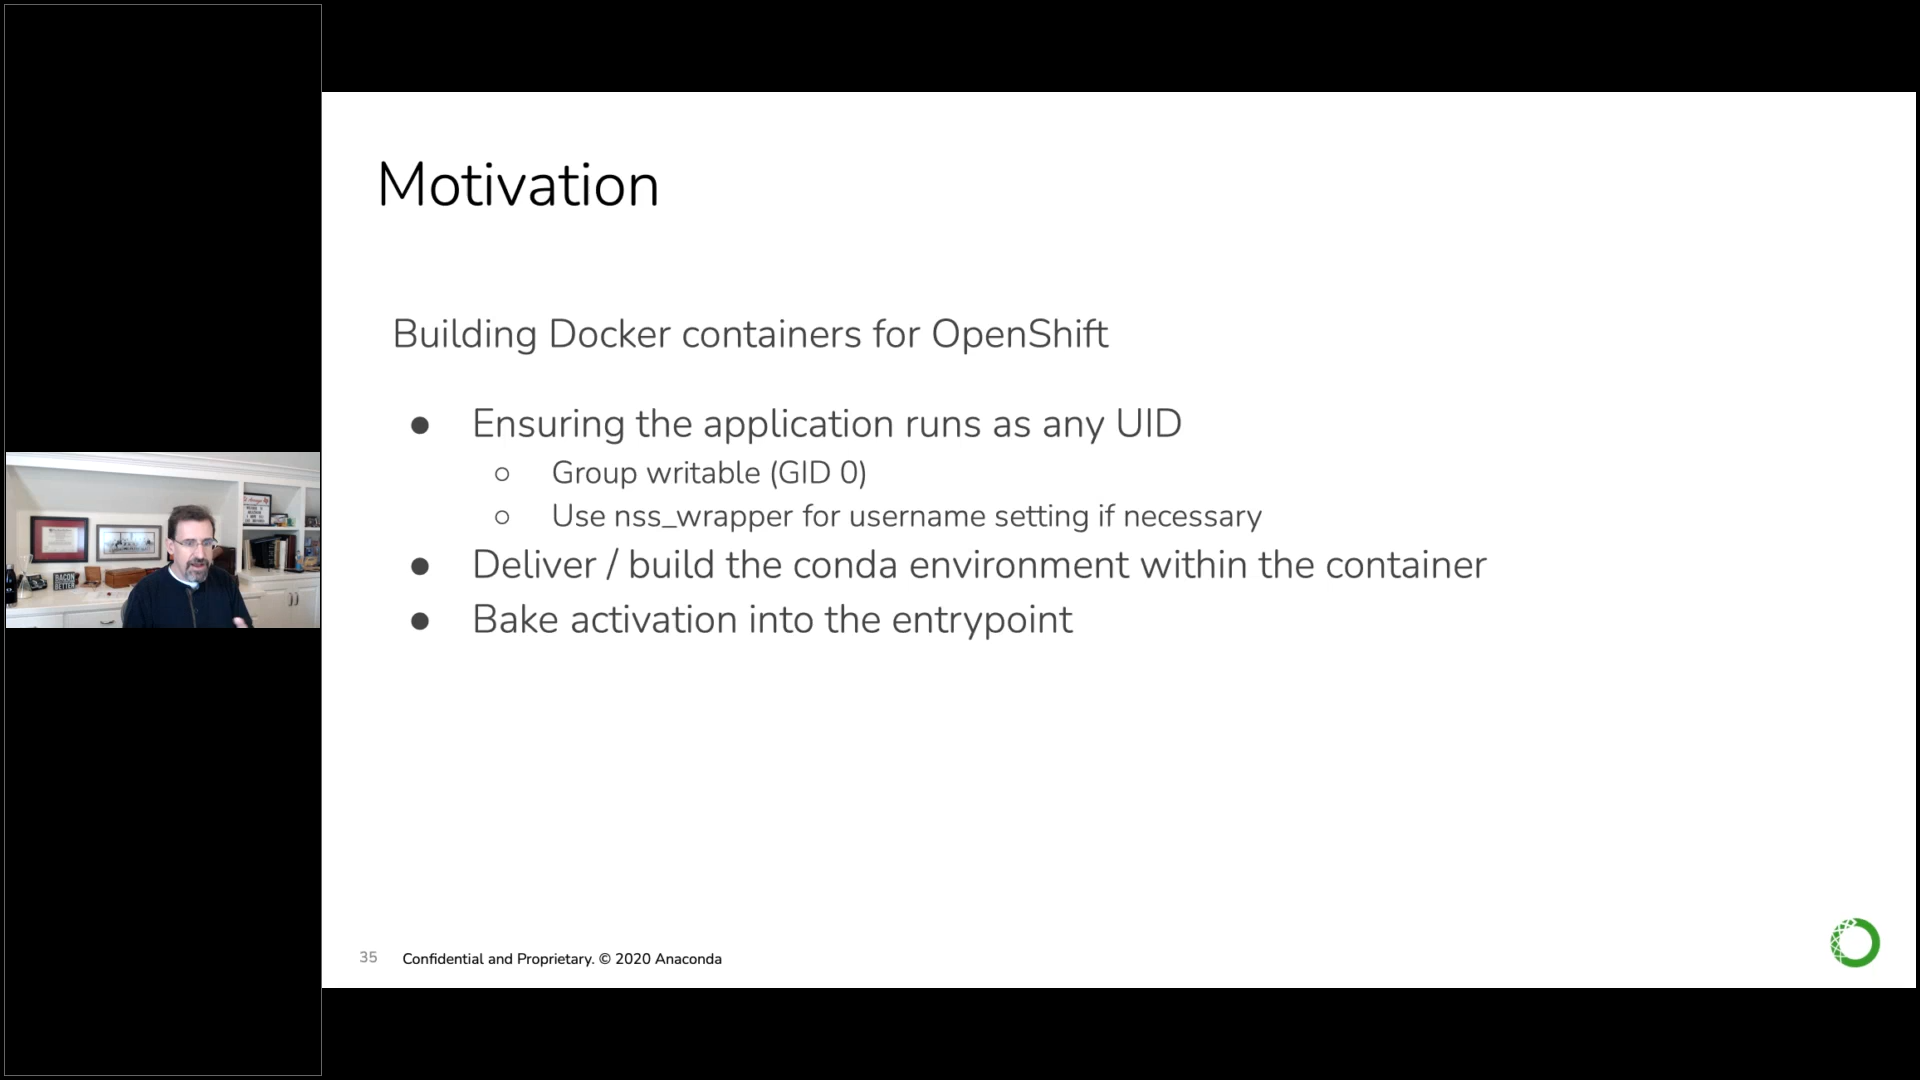 Motivation
Building Docker containers for OpenShift
● Ensuring the application runs as any UID
○ Group writable (GID 0)
○ Use nss_wrapper for username setting if necessary
● Deliver / build the conda environment within the container
● Bake activation into the entrypoint
35 Confidential and Proprietary. © 2020 Anaconda
BACON
BETTER